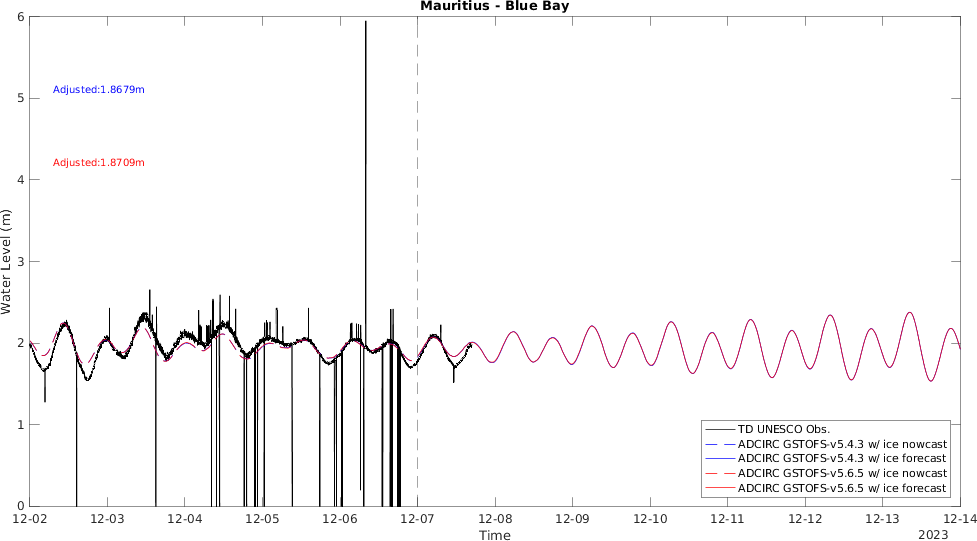 Mauritius - Blue Bay
6
5
4
3
2
1
0
Water Level (m)
Adjusted:1.8679m
Adjusted:1.8709m
TD UNESCO Obs.
ADCIRC GSTOFS-v5.4.3 w/ ice nowcast
ADCIRC GSTOFS-v5.4.3 w/ ice forecast
ADCIRC GSTOFS-v5.6.5 w/ ice nowcast
ADCIRC GSTOFS-v5.6.5 w/ ice forecast
12-02 12-03 12-04 12-05 12-06 12-07 12-08 12-09 12-10 12-11 12-12 12-13 12-14
Time
2023